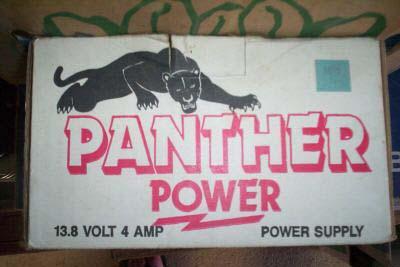 PANTHER
POWER
13.8 VOLT 4 AMP POWER SUPPLY